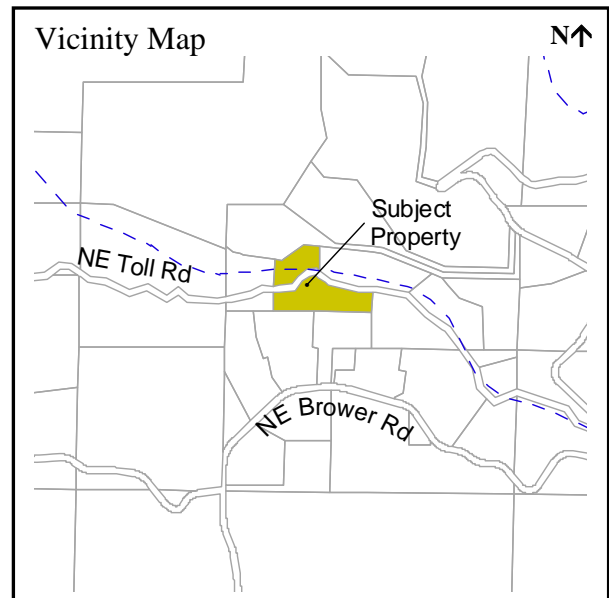 Vicinity Map
N↑
Subject
Property
NE Toll Rd
NE Brower Rd